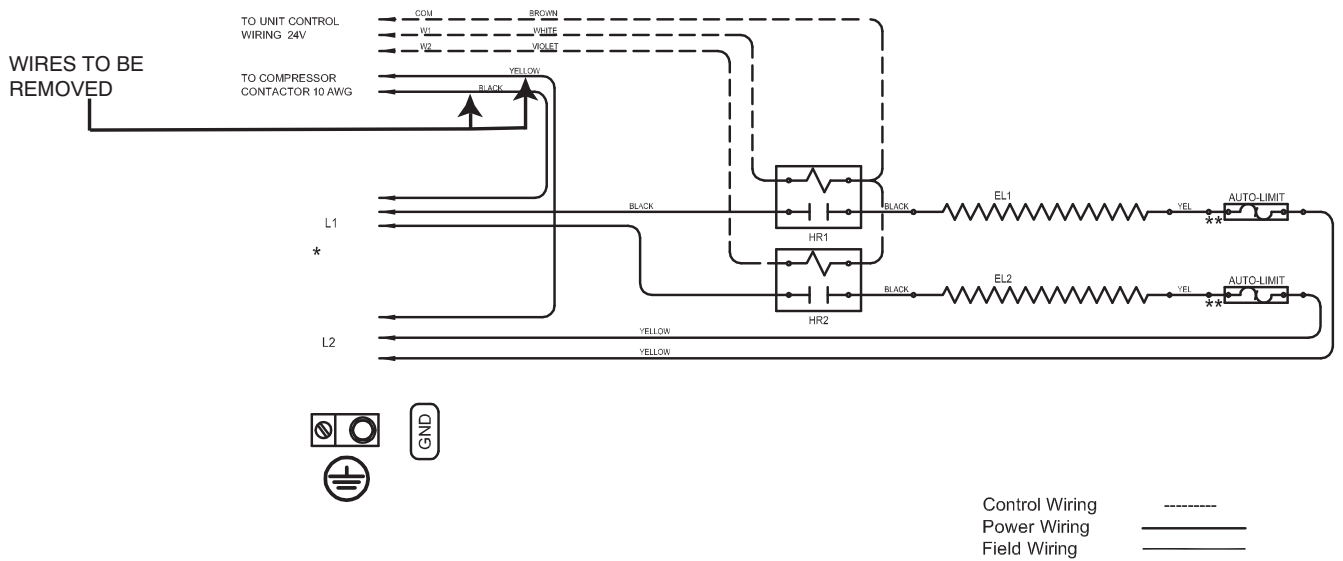 COM BROWN
TO UNIT CONTROL
WIRING 24V
W1 WHITE
W2 VIOLET
WIRES TO BE
REMOVED
YELLOW
TO COMPRESSOR
CONTACTOR 10 AWG
BLACK
L1
BLACK
BLACK
EL1
YEL
**
AUTO-LIMIT
HR1
*
BLACK
EL2
YEL
**
AUTO-LIMIT
HR2
L2
YELLOW
YELLOW
GND
Control Wiring
Power Wiring
Field Wiring